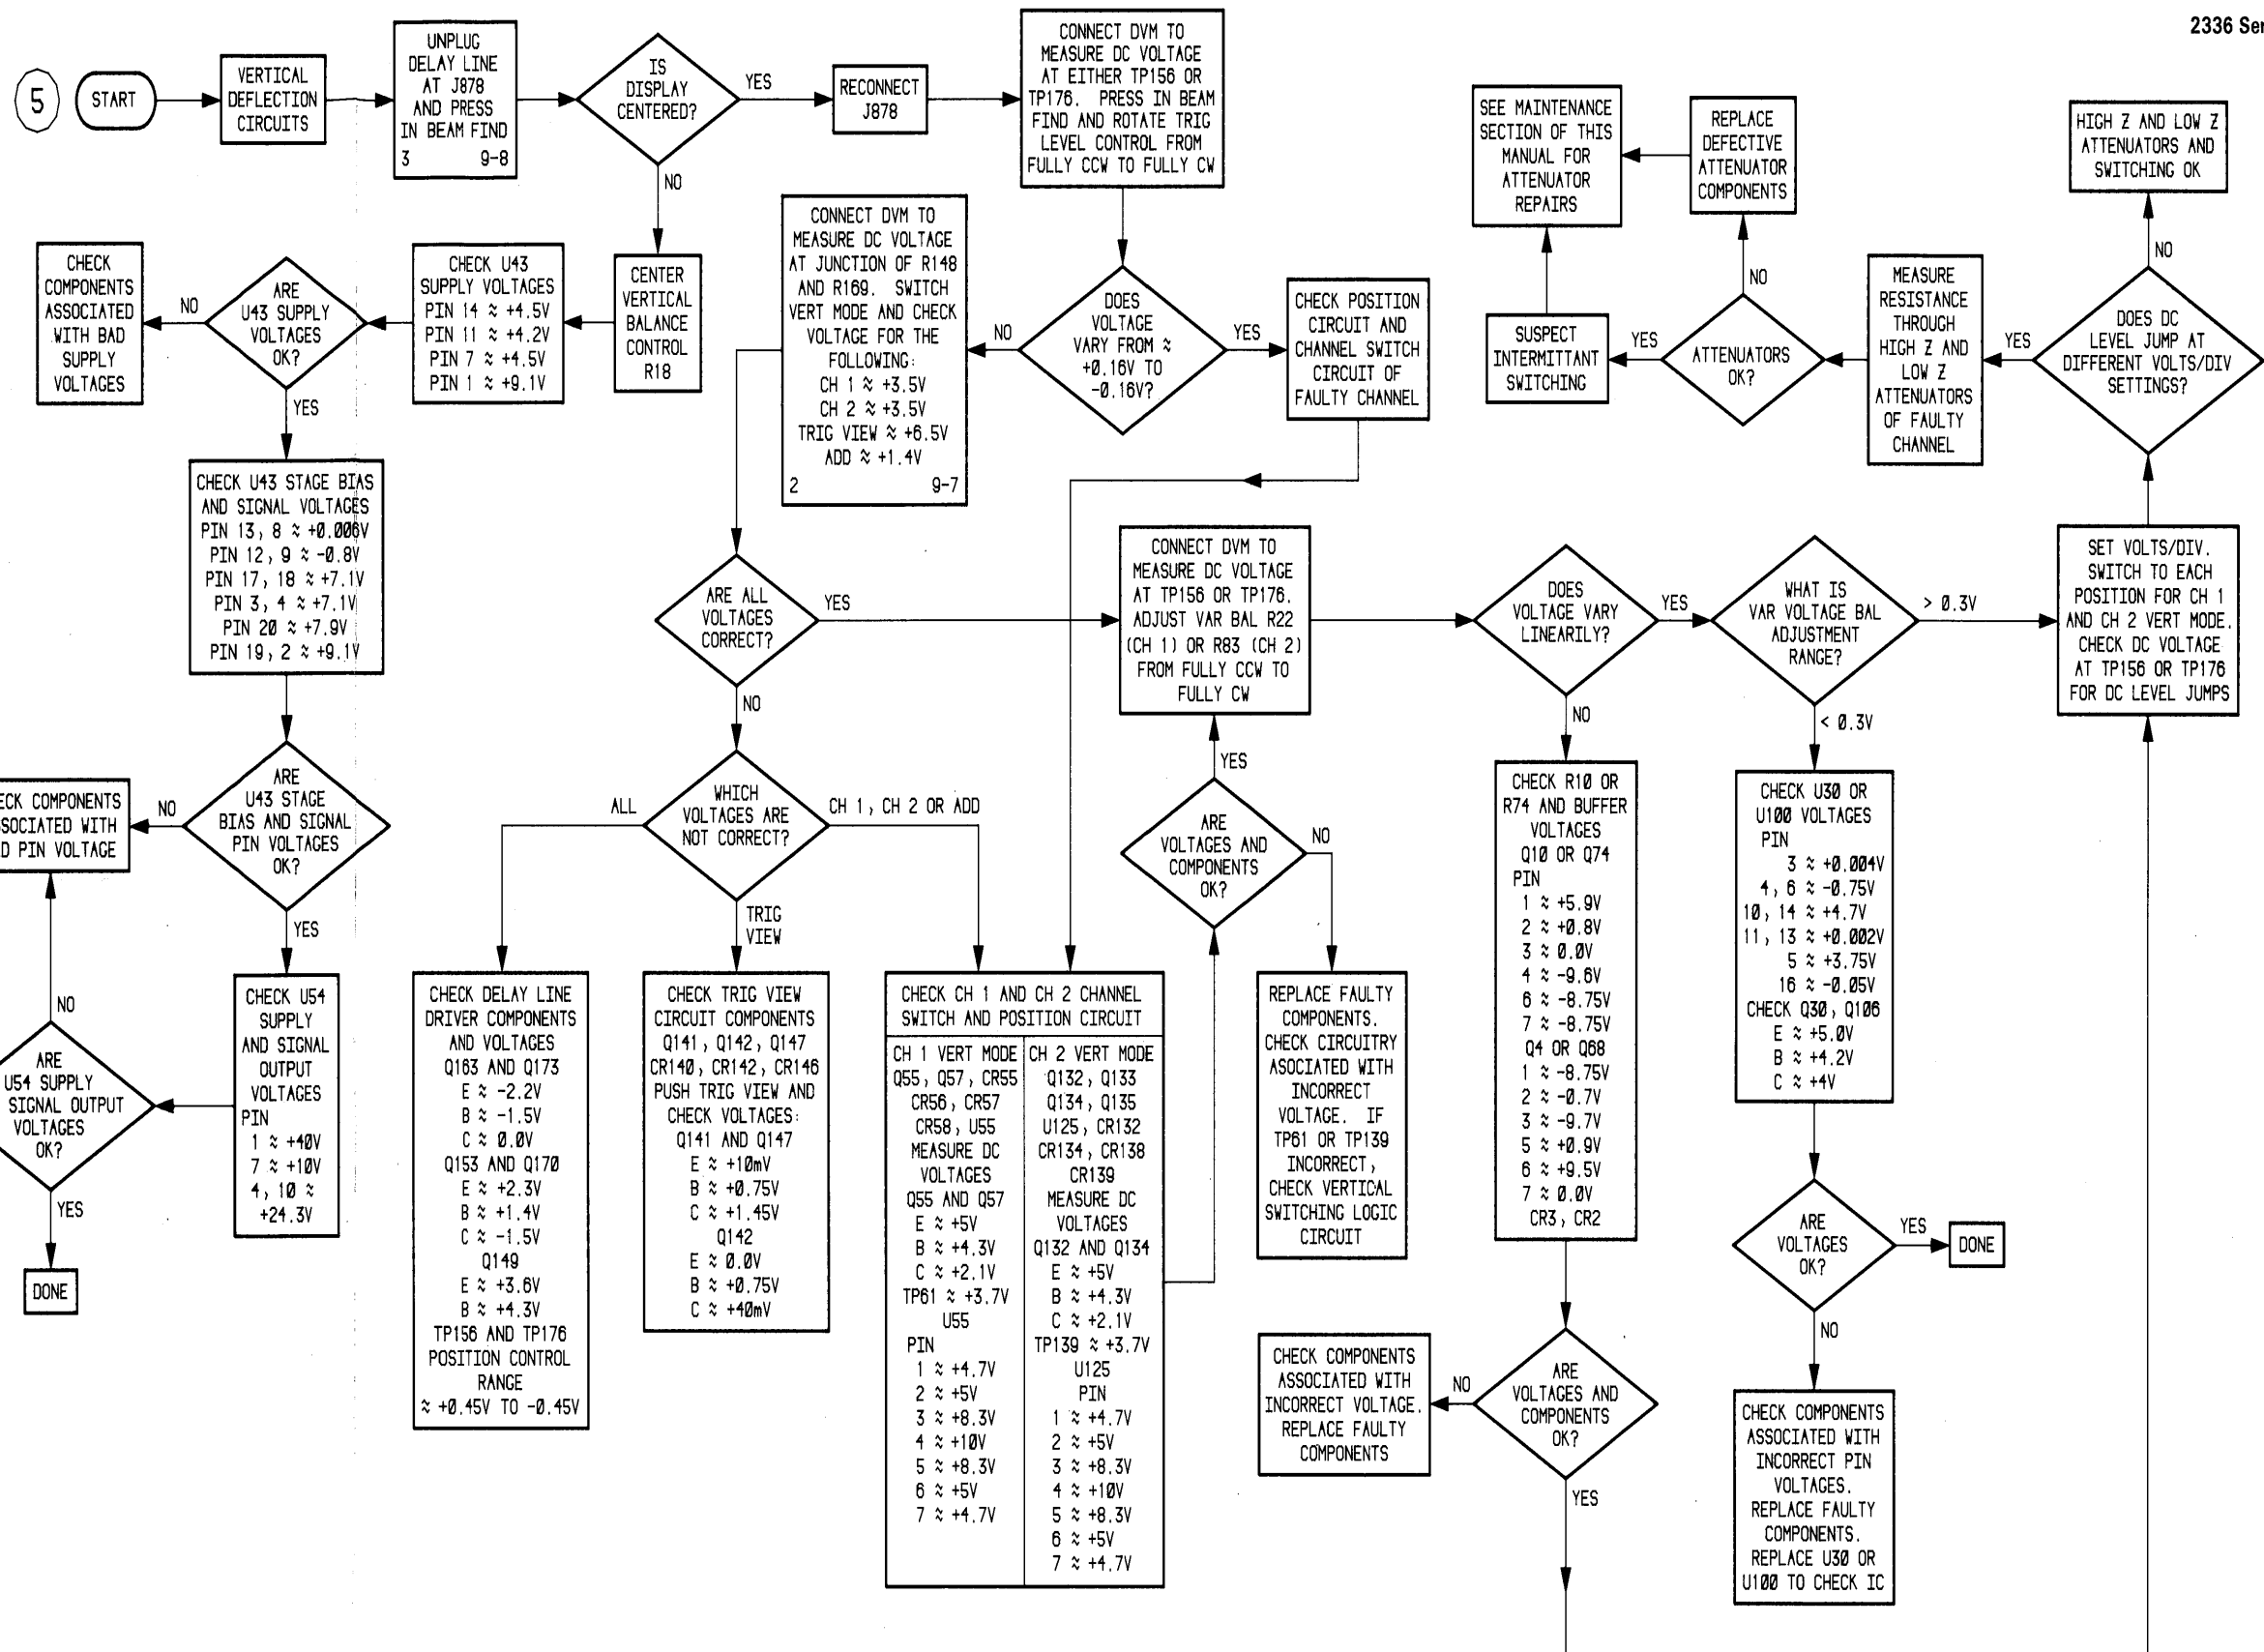 2336 Ser
5
START
VERTICAL
DEFLECTION
CIRCUITS
UNPLUG
DELAY LINE
AT J878
AND PRESS
IN BEAM FIND
3 9-8
IS
DISPLAY
CENTERED?
YES
NO
RECONNECT
J878
CONNECT DVM TO
MEASURE DC VOLTAGE
AT EITHER TP156 OR
TP176. PRESS IN BEAM
FIND AND ROTATE TRIG
LEVEL CONTROL FROM
FULLY CCW TO FULLY CW
SEE MAINTENANCE
SECTION OF THIS
MANUAL FOR
ATTENUATOR
REPAIRS
REPLACE
DEFECTIVE
ATTENUATOR
COMPONENTS
HIGH Z AND LOW Z
ATTENUATORS AND
SWITCHING OK
CHECK
COMPONENTS
ASSOCIATED
WITH BAD
SUPPLY
VOLTAGES
NO
ARE
U43 SUPPLY
VOLTAGES
OK?
YES
CHECK U43
SUPPLY VOLTAGES
PIN 14 ≈ +4.5V
PIN 11 ≈ +4.2V
PIN 7 ≈ +4.5V
PIN 1 ≈ +9.1V
CENTER
VERTICAL
BALANCE
CONTROL
R18
CONNECT DVM TO
MEASURE DC VOLTAGE
AT JUNCTION OF R148
AND R169. SWITCH
VERT MODE AND CHECK
VOLTAGE FOR THE
FOLLOWING:
CH 1 ≈ +3.5V
CH 2 ≈ +3.5V
TRIG VIEW ≈ +6.5V
ADD ≈ +1.4V
2 9-7
NO
DOES
VOLTAGE
VARY FROM ≈
+0.16V TO
-0.16V?
YES
CHECK POSITION
CIRCUIT AND
CHANNEL SWITCH
CIRCUIT OF
FAULTY CHANNEL
SUSPECT
INTERMITTANT
SWITCHING
YES
ATTENUATORS
OK?
NO
MEASURE
RESISTANCE
THROUGH
HIGH Z AND
LOW Z
ATTENUATORS
OF FAULTY
CHANNEL
YES
DOES DC
LEVEL JUMP AT
DIFFERENT VOLTS/DIV
SETTINGS?
NO
CHECK U43 STAGE BIAS
AND SIGNAL VOLTAGES
PIN 13, 8 ≈ +0.006V
PIN 12, 9 ≈ -0.8V
PIN 17, 18 ≈ +7.1V
PIN 3, 4 ≈ +7.1V
PIN 20 ≈ +7.9V
PIN 19, 2 ≈ +9.1V
ARE ALL
VOLTAGES
CORRECT?
YES
NO
CONNECT DVM TO
MEASURE DC VOLTAGE
AT TP156 OR TP176.
ADJUST VAR BAL R22
(CH 1) OR R83 (CH 2)
FROM FULLY CCW TO
FULLY CW
DOES
VOLTAGE VARY
LINEARILY?
YES
NO
WHAT IS
VAR VOLTAGE BAL
ADJUSTMENT
RANGE?
> 0.3V
< 0.3V
SET VOLTS/DIV.
SWITCH TO EACH
POSITION FOR CH 1
AND CH 2 VERT MODE.
CHECK DC VOLTAGE
AT TP156 OR TP176
FOR DC LEVEL JUMPS
ECK COMPONENTS
SOCIATED WITH
D PIN VOLTAGE
NO
ARE
U43 STAGE
BIAS AND SIGNAL
PIN VOLTAGES
OK?
YES
ALL
WHICH
VOLTAGES ARE
NOT CORRECT?
CH 1, CH 2 OR ADD
TRIG
VIEW
YES
ARE
VOLTAGES AND
COMPONENTS
OK?
NO
CHECK R10 OR
R74 AND BUFFER
VOLTAGES
Q10 OR Q74
PIN
1 ≈ +5.9V
2 ≈ +0.8V
3 ≈ 0.0V
4 ≈ -9.6V
6 ≈ -8.75V
7 ≈ -8.75V
Q4 OR Q68
1 ≈ -8.75V
2 ≈ -0.7V
3 ≈ -9.7V
5 ≈ +0.9V
6 ≈ +9.5V
7 ≈ 0.0V
CR3, CR2
CHECK U30 OR
U100 VOLTAGES
PIN
3 ≈ +0.004V
4, 6 ≈ -0.75V
10, 14 ≈ +4.7V
11, 13 ≈ +0.002V
5 ≈ +3.75V
16 ≈ -0.05V
CHECK Q30, Q106
E ≈ +5.0V
B ≈ +4.2V
C ≈ +4V
NO
ARE
U54 SUPPLY
SIGNAL OUTPUT
VOLTAGES
OK?
YES
DONE
CHECK U54
SUPPLY
AND SIGNAL
OUTPUT
VOLTAGES
PIN
1 ≈ +40V
7 ≈ +10V
4, 10 ≈
+24.3V
CHECK DELAY LINE
DRIVER COMPONENTS
AND VOLTAGES
Q163 AND Q173
E ≈ -2.2V
B ≈ -1.5V
C ≈ 0.0V
Q153 AND Q170
E ≈ +2.3V
B ≈ +1.4V
C ≈ -1.5V
Q149
E ≈ +3.6V
B ≈ +4.3V
TP156 AND TP176
POSITION CONTROL
RANGE
≈ +0.45V TO -0.45V
CHECK TRIG VIEW
CIRCUIT COMPONENTS
Q141, Q142, Q147
CR140, CR142, CR146
PUSH TRIG VIEW AND
CHECK VOLTAGES:
Q141 AND Q147
E ≈ +10mV
B ≈ +0.75V
C ≈ +1.45V
Q142
E ≈ 0.0V
B ≈ +0.75V
C ≈ +40mV
CHECK CH 1 AND CH 2 CHANNEL
SWITCH AND POSITION CIRCUIT
CH 1 VERT MODE
Q55, Q57, CR55
CR56, CR57
CR58, U55
MEASURE DC
VOLTAGES
Q55 AND Q57
E ≈ +5V
B ≈ +4.3V
C ≈ +2.1V
TP61 ≈ +3.7V
U55
PIN
1 ≈ +4.7V
2 ≈ +5V
3 ≈ +8.3V
4 ≈ +10V
5 ≈ +8.3V
6 ≈ +5V
7 ≈ +4.7V
CH 2 VERT MODE
Q132, Q133
Q134, Q135
U125, CR132
CR134, CR138
CR139
MEASURE DC
VOLTAGES
Q132 AND Q134
E ≈ +5V
B ≈ +4.3V
C ≈ +2.1V
TP139 ≈ +3.7V
U125
PIN
1 ≈ +4.7V
2 ≈ +5V
3 ≈ +8.3V
4 ≈ +10V
5 ≈ +8.3V
6 ≈ +5V
7 ≈ +4.7V
REPLACE FAULTY
COMPONENTS.
CHECK CIRCUITRY
ASOCIATED WITH
INCORRECT
VOLTAGE. IF
TP61 OR TP139
INCORRECT,
CHECK VERTICAL
SWITCHING LOGIC
CIRCUIT
ARE
VOLTAGES
OK?
YES
DONE
NO
CHECK COMPONENTS
ASSOCIATED WITH
INCORRECT VOLTAGE.
REPLACE FAULTY
COMPONENTS
NO
ARE
VOLTAGES AND
COMPONENTS
OK?
YES
CHECK COMPONENTS
ASSOCIATED WITH
INCORRECT PIN
VOLTAGES.
REPLACE FAULTY
COMPONENTS.
REPLACE U30 OR
U100 TO CHECK IC